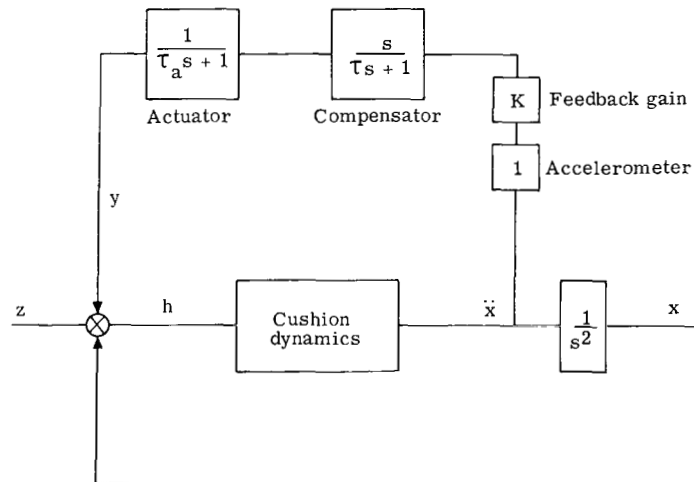 1
τₐs + 1
Actuator
s
τs + 1
Compensator
K
Feedback gain
1
Accelerometer
y
z
h
Cushion
dynamics
ẍ
1
s²
x